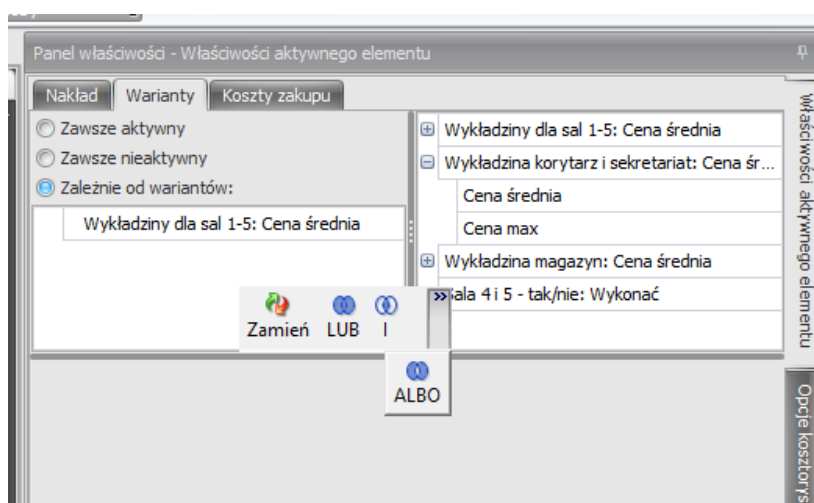 Panel właściwości - Właściwości aktywnego elementu
Nakład Warianty Koszty zakupu
Zawsze aktywny
Zawsze nieaktywny
Zależnie od wariantów:
Wykładziny dla sal 1-5: Cena średnia
Wykładziny dla sal 1-5: Cena średnia
Wykładzina korytarz i sekretariat: Cena śr...
Cena średnia
Cena max
Wykładzina magazyn: Cena średnia
Sala 4 i 5 - tak/nie: Wykonać
Zamień LUB I
»
ALBO
Właściwości aktywnego elementu
Opcje kosztorys